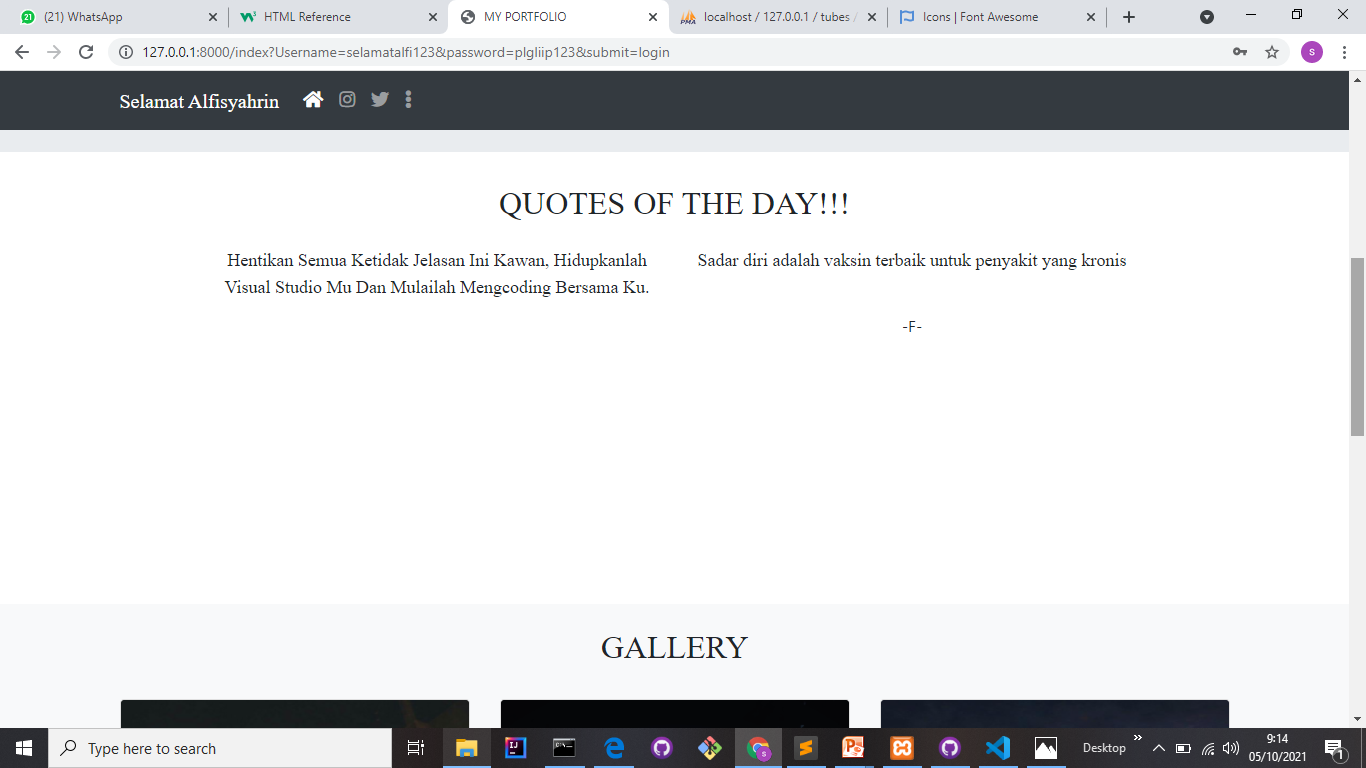 (21) WhatsApp
HTML Reference
MY PORTFOLIO
localhost / 127.0.0.1 / tubes /
Icons | Font Awesome
127.0.0.1:8000/index?Username=selamatalfi123&password=plgliip123&submit=login
s
Selamat Alfisyahrin
QUOTES OF THE DAY!!!
Hentikan Semua Ketidak Jelasan Ini Kawan, Hidupkanlah
Visual Studio Mu Dan Mulailah Mengcoding Bersama Ku.
Sadar diri adalah vaksin terbaik untuk penyakit yang kronis
-F-
GALLERY
Type here to search
Desktop
9:14
05/10/2021
1